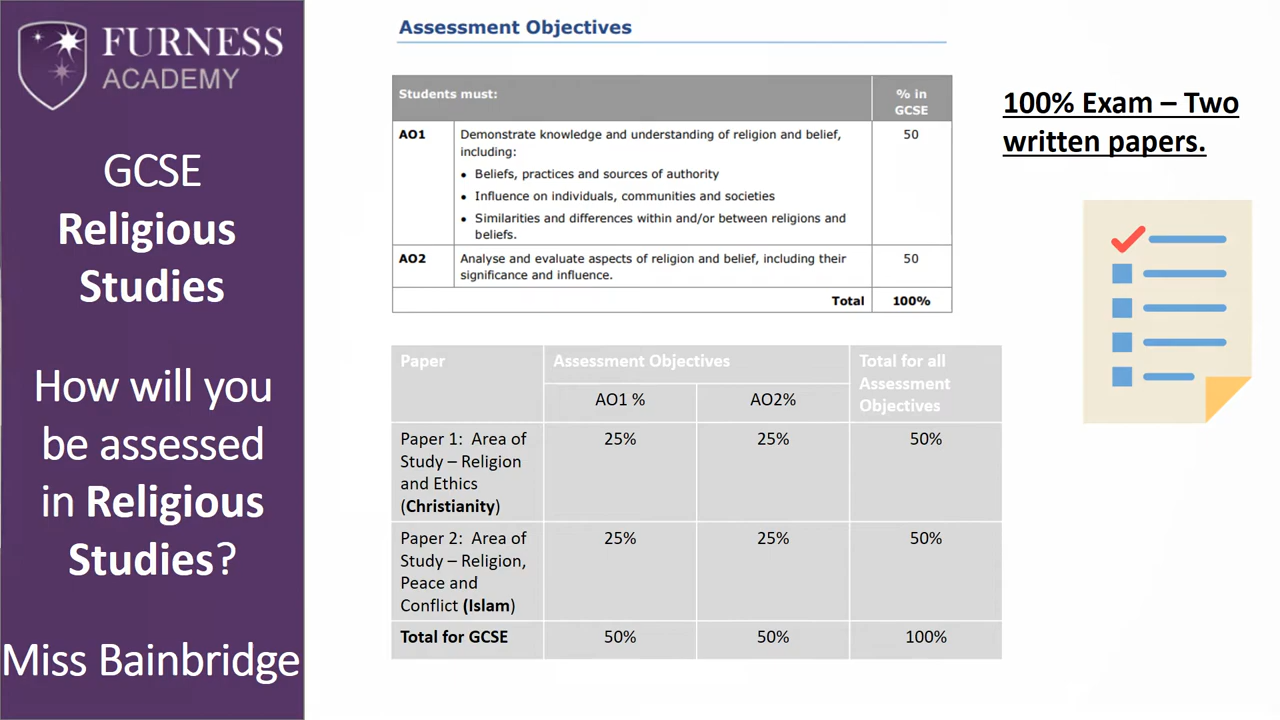 FURNESS
ACADEMY
GCSE
Religious
Studies
How will you
be assessed
in Religious
Studies?
Miss Bainbridge
Assessment Objectives
Students must:
% in
GCSE
AO1
Demonstrate knowledge and understanding of religion and belief,
including:
• Beliefs, practices and sources of authority
• Influence on individuals, communities and societies
• Similarities and differences within and/or between religions and
beliefs.
50
AO2
Analyse and evaluate aspects of religion and belief, including their
significance and influence.
50
Total
100%
Paper
Assessment Objectives
Total for all
Assessment
Objectives
AO1 %
AO2%
Paper 1: Area of
Study – Religion
and Ethics
(Christianity)
25%
25%
50%
Paper 2: Area of
Study – Religion,
Peace and
Conflict (Islam)
25%
25%
50%
Total for GCSE
50%
50%
100%
100% Exam – Two
written papers.